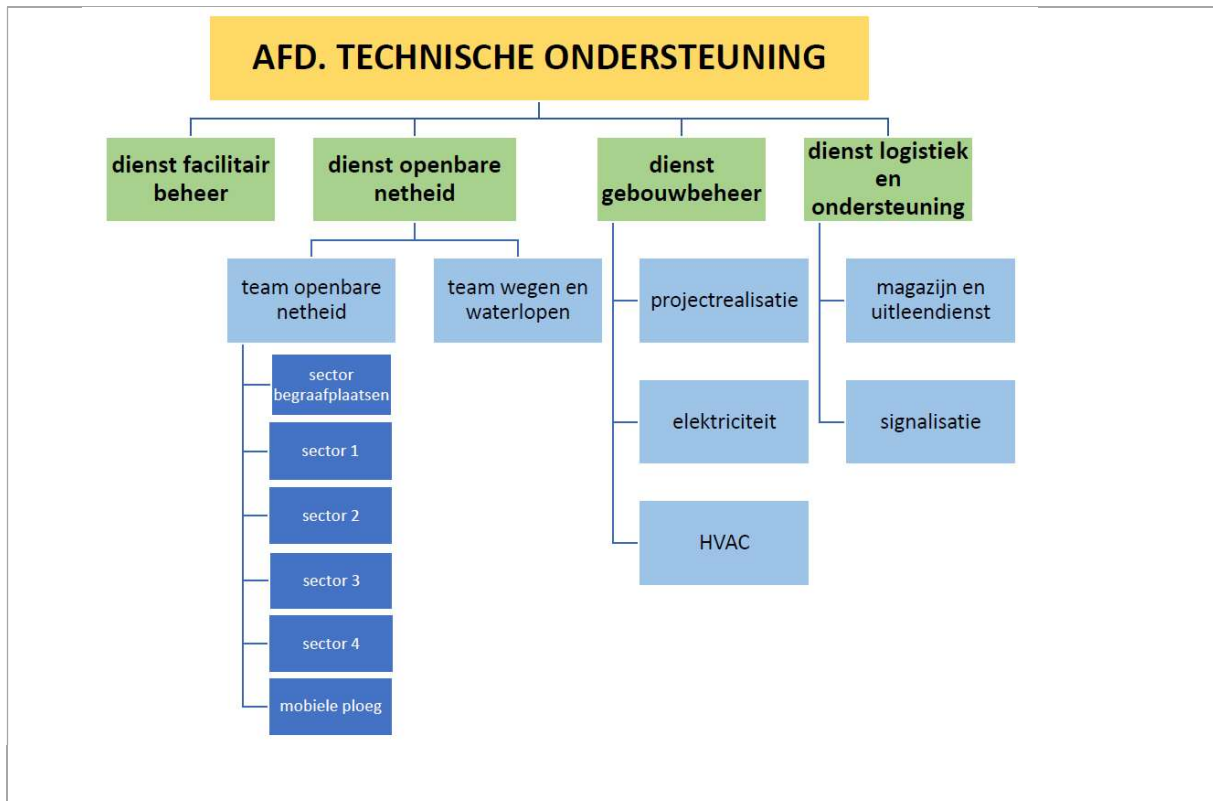 AFD. TECHNISCHE ONDERSTEUNING
dienst facilitair
beheer
dienst openbare
netheid
dienst
gebouwbeheer
dienst logistiek
en
ondersteuning
team openbare
netheid
team wegen en
waterlopen
projectrealisatie
magazijn en
uitleendienst
sector
begraafplaatsen
elektriciteit
signalisatie
sector 1
sector 2
HVAC
sector 3
sector 4
mobiele ploeg